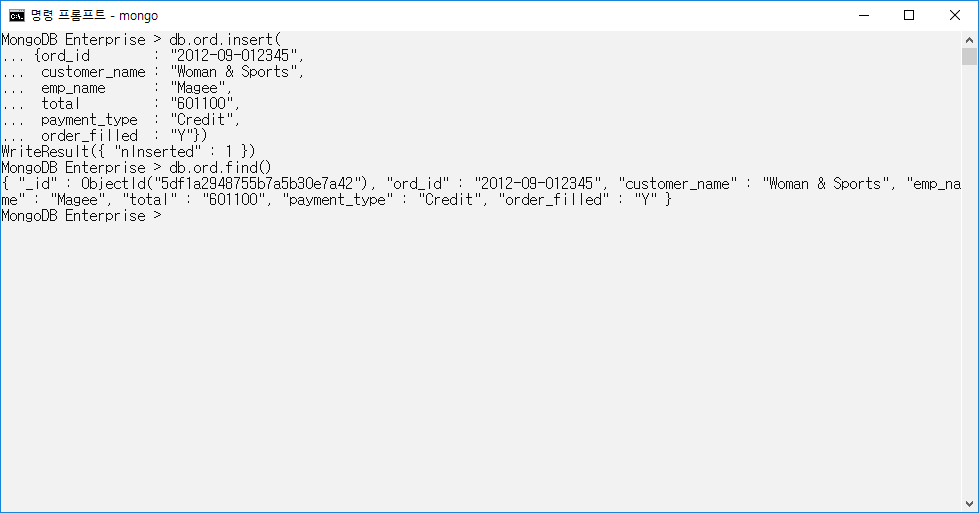 명령 프롬프트 - mongo
MongoDB Enterprise > db.ord.insert(
... {ord_id        : "2012-09-012345",
...  customer_name : "Woman & Sports",
...  emp_name      : "Magee",
...  total         : "601100",
...  payment_type  : "Credit",
...  order_filled  : "Y"})
WriteResult({ "nInserted" : 1 })
MongoDB Enterprise > db.ord.find()
{ "_id" : ObjectId("5df1a2948755b7a5b30e7a42"), "ord_id" : "2012-09-012345", "customer_name" : "Woman & Sports", "emp_na
me" : "Magee", "total" : "601100", "payment_type" : "Credit", "order_filled" : "Y" }
MongoDB Enterprise >